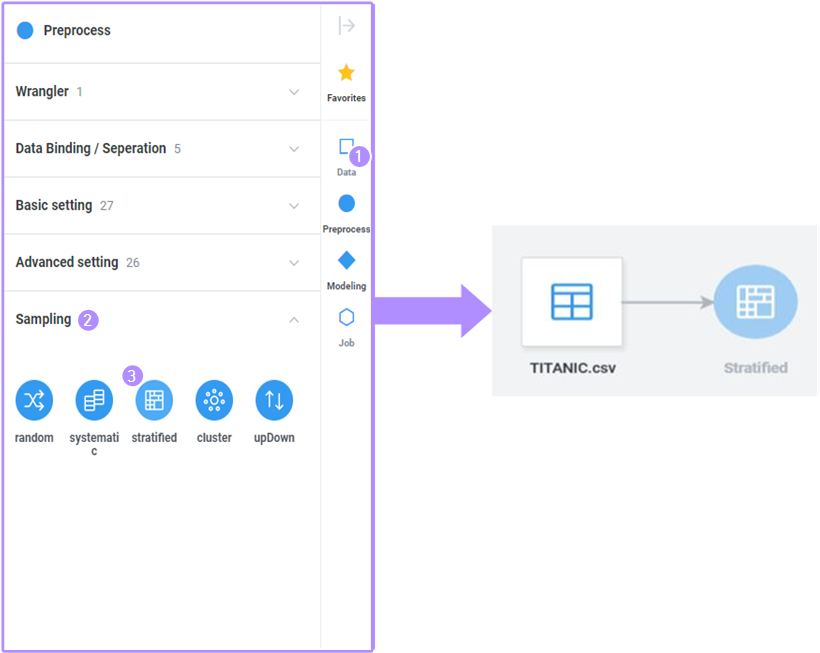 Preprocess
Favorites
Wrangler 1
Data Binding / Seperation 5
1
Data
Basic setting 27
Preprocess
Advanced setting 26
Modeling
Sampling 2
Job
3
random
systemati
c
stratified
cluster
upDown
TITANIC.csv
Stratified